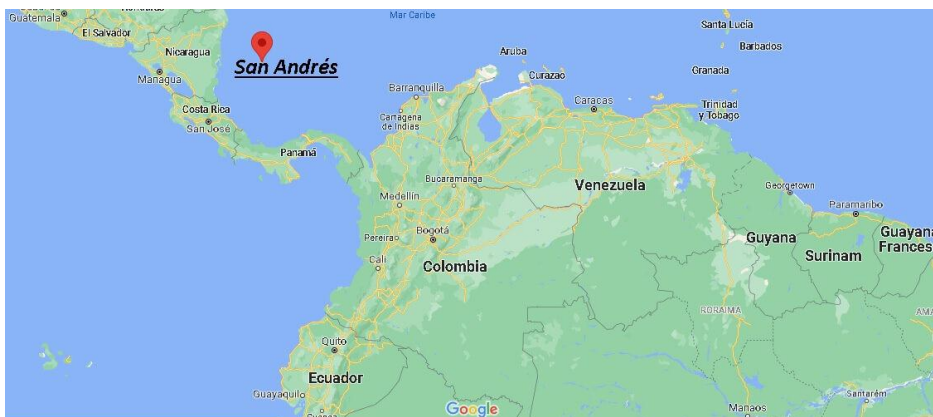 Mar Caribe
Guatemala
El Salvador
Nicaragua
Managua
Costa Rica
San José
Panamá
San Andrés
Aruba
Curazao
Barranquilla
Cartagena
de Indias
Caracas
Santa Lucía
Barbados
Granada
Trinidad
y Tobago
Bucaramanga
Medellín
Venezuela
Georgetown
Paramaribo
Pereira
Bogotá
Cali
Colombia
Guyana
Surinam
Guayana
Frances
RORAIMA
AMA
Quito
Ecuador
Guayaquil
Google
Manaos
Santarém